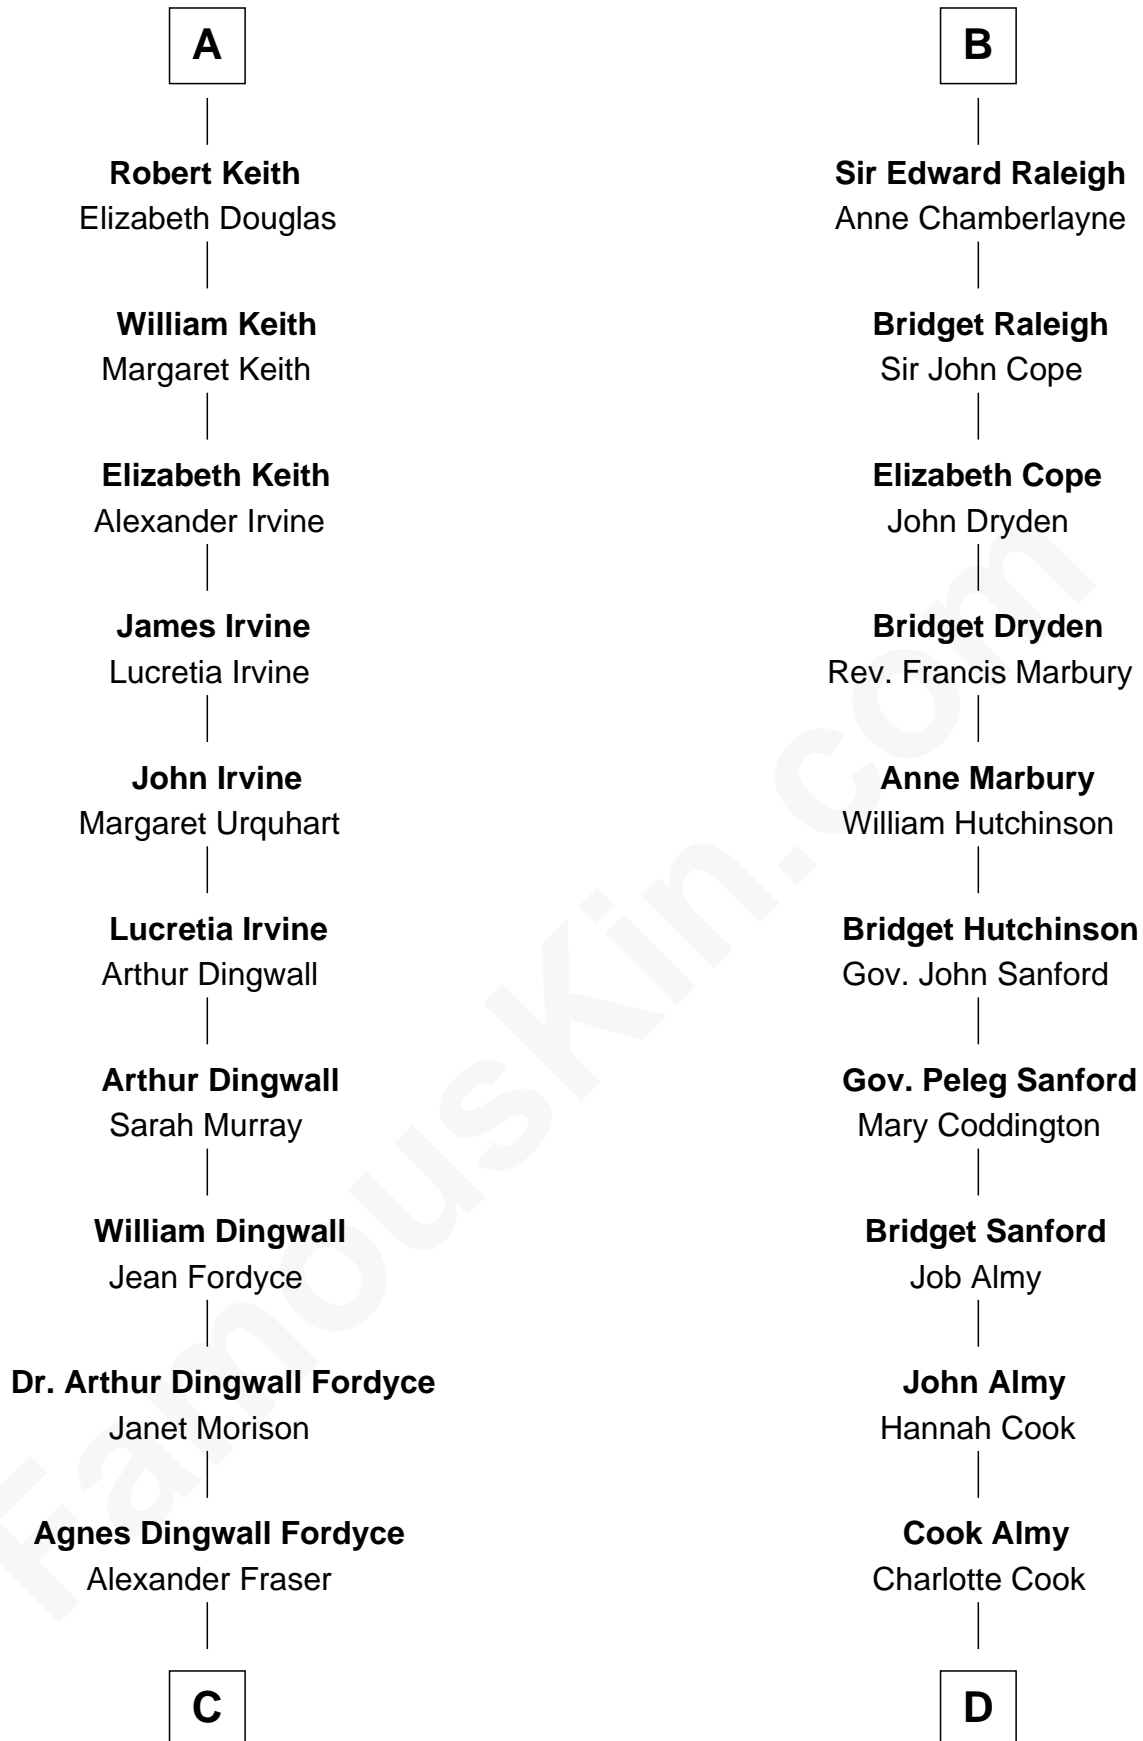 A
B
Robert Keith
Elizabeth Douglas
Sir Edward Raleigh
Anne Chamberlayne
William Keith
Margaret Keith
Bridget Raleigh
Sir John Cope
Elizabeth Keith
Alexander Irvine
Elizabeth Cope
John Dryden
James Irvine
Lucretia Irvine
Bridget Dryden
Rev. Francis Marbury
John Irvine
Margaret Urquhart
Anne Marbury
William Hutchinson
Lucretia Irvine
Arthur Dingwall
Bridget Hutchinson
Gov. John Sanford
Arthur Dingwall
Sarah Murray
Gov. Peleg Sanford
Mary Coddington
William Dingwall
Jean Fordyce
Bridget Sanford
Job Almy
Dr. Arthur Dingwall Fordyce
Janet Morison
John Almy
Hannah Cook
Agnes Dingwall Fordyce
Alexander Fraser
Cook Almy
Charlotte Cook
C
D
FamousKin.com